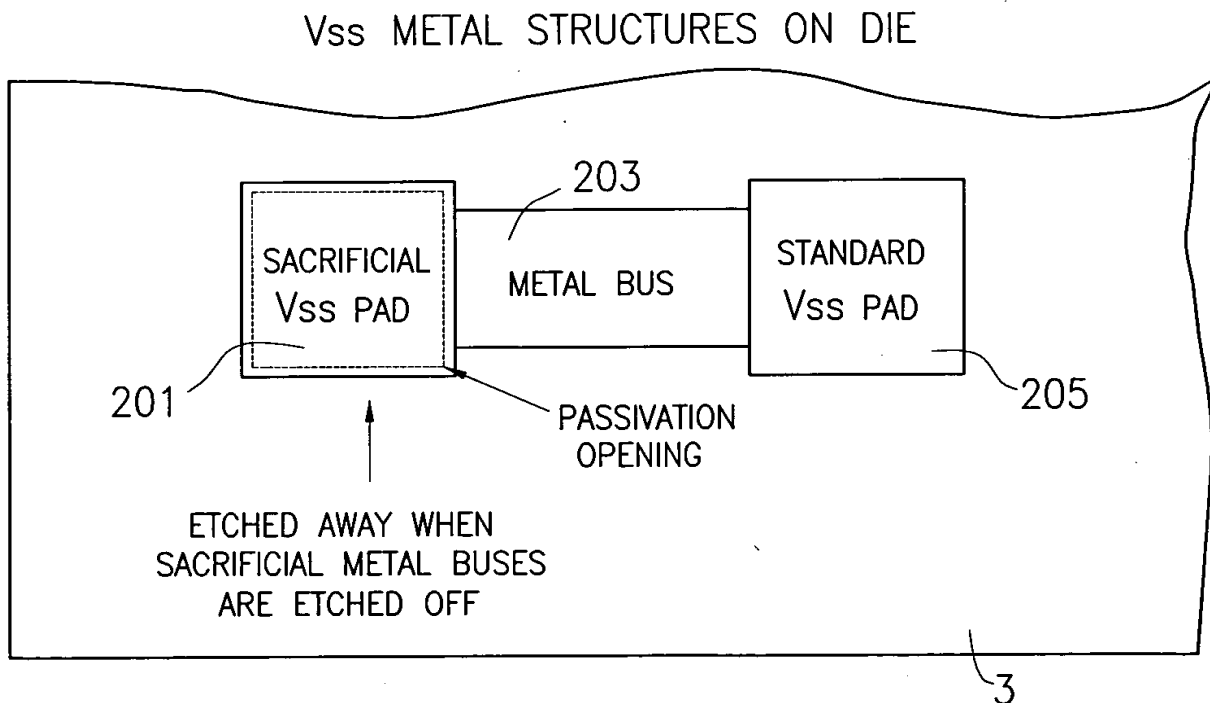 Vss METAL STRUCTURES ON DIE
203
SACRIFICIAL
Vss PAD
METAL BUS
STANDARD
Vss PAD
201
205
PASSIVATION
OPENING
ETCHED AWAY WHEN
SACRIFICIAL METAL BUSES
ARE ETCHED OFF
3